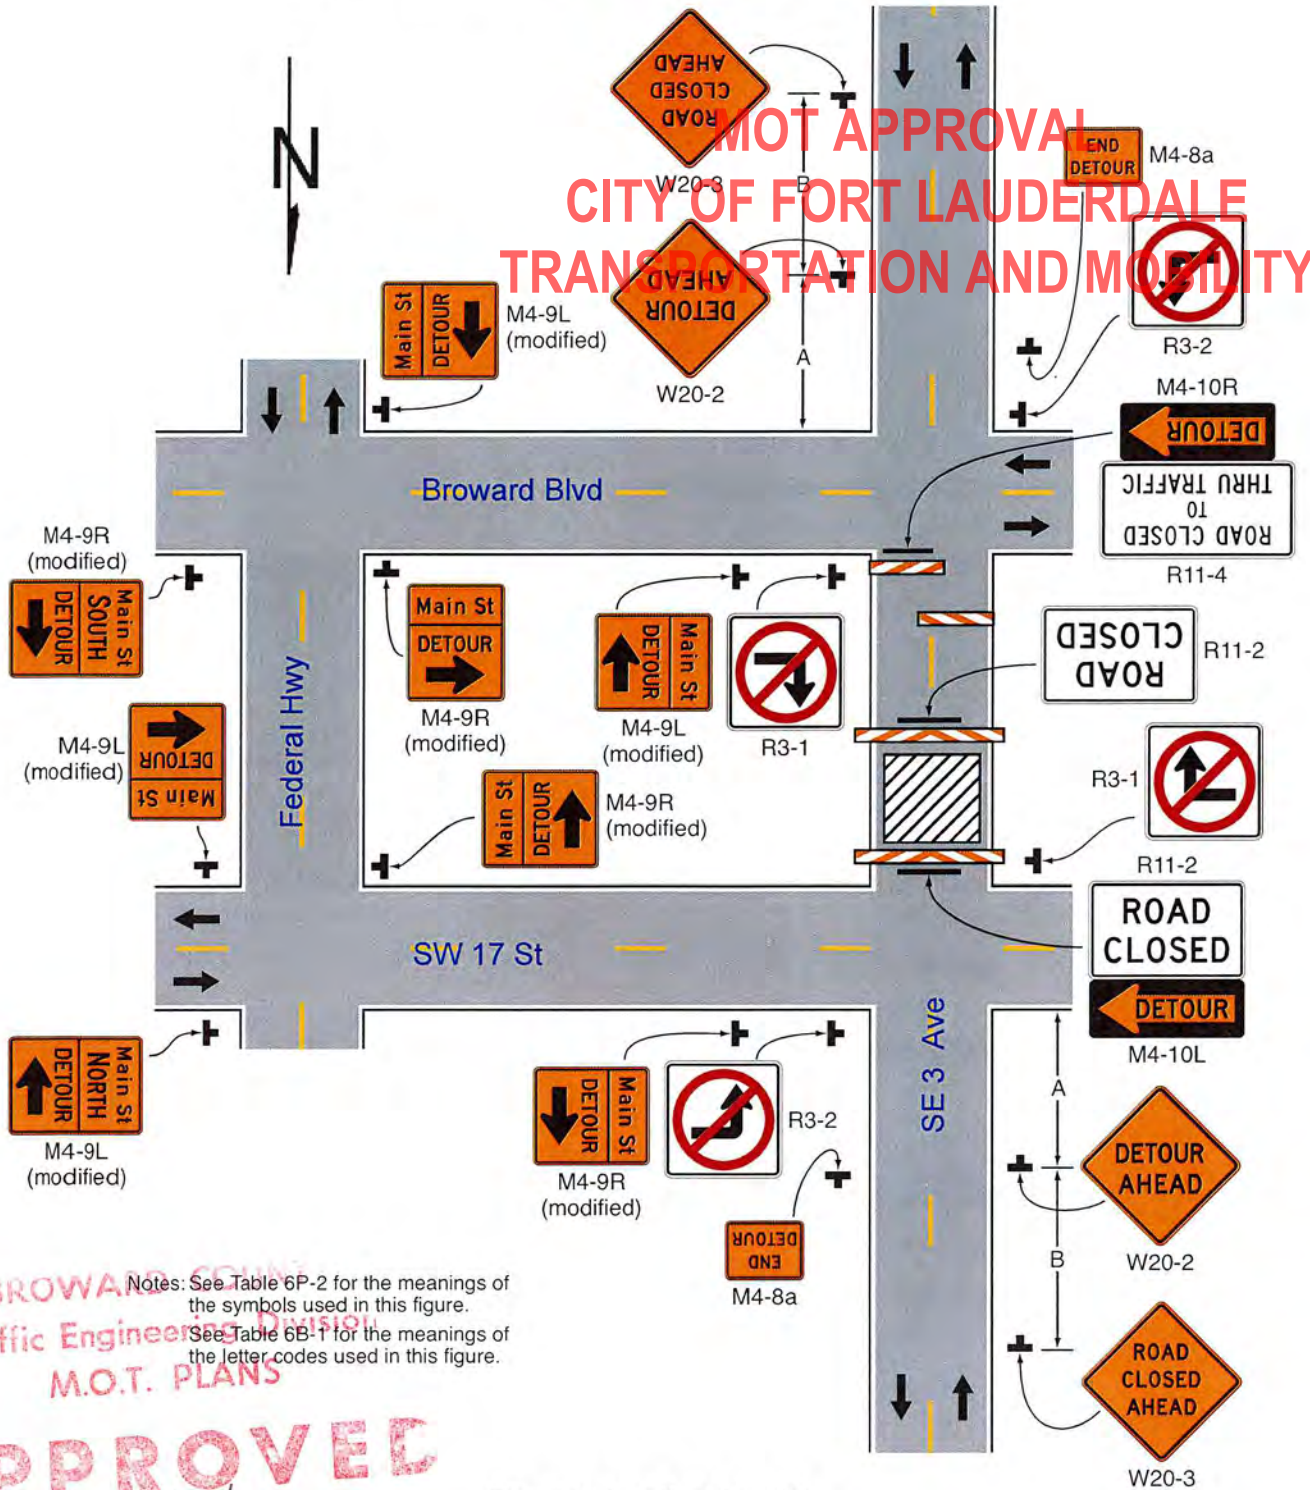 N
ROAD
CLOSED
AHEAD
W20-3
B
DETOUR
AHEAD
W20-2
A
MOT APPROVAL
CITY OF FORT LAUDERDALE
TRANSPORTATION AND MOBILITY
END
DETOUR
M4-8a
R3-2
Main St
DETOUR
M4-9L
(modified)
M4-10R
DETOUR
ROAD CLOSED
TO
THRU TRAFFIC
R11-4
Broward Blvd
M4-9R
(modified)
Main St
SOUTH
DETOUR
Main St
DETOUR
M4-9R
(modified)
Main St
DETOUR
M4-9L
(modified)
R3-1
ROAD
CLOSED
R11-2
Federal Hwy
M4-9L
(modified)
Main St
DETOUR
Main St
DETOUR
M4-9R
(modified)
R3-1
R11-2
ROAD
CLOSED
DETOUR
M4-10L
SW 17 St
SE 3 Ave
Main St
NORTH
DETOUR
M4-9L
(modified)
Main St
DETOUR
M4-9R
(modified)
R3-2
END
DETOUR
M4-8a
A
DETOUR
AHEAD
W20-2
B
ROAD
CLOSED
AHEAD
W20-3
Notes: See Table 6P-2 for the meanings of
the symbols used in this figure.
See Table 6B-1 for the meanings of
the letter codes used in this figure.
BROWARD COUN
ffic Engineering Division
M.O.T. PLANS
PPROVED